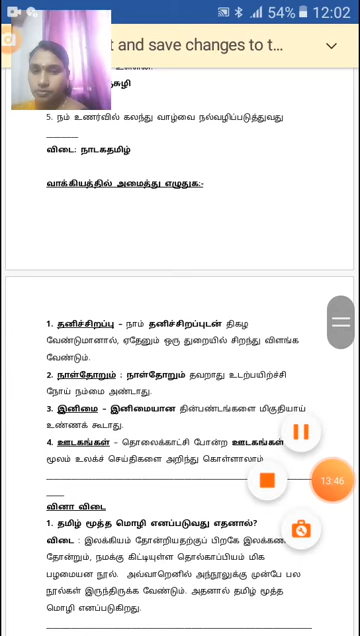 54% 12:02
t and save changes to t...
சுழி
5. நம் உணர்வில் கலந்து வாழ்வை நல்வழிப்படுத்துவது
________
விடை: நாடகதமிழ்
வாக்கியத்தில் அமைத்து எழுதுக:-
1. தனிச்சிறப்பு – நாம் தனிச்சிறப்புடன் திகழ
வேண்டுமானால், ஏதேனும் ஒரு துறையில் சிறந்து விளங்க
வேண்டும்.
2. நாள்தோறும் : நாள்தோறும் தவறாது உடற்பயிற்ச்சி
நோய் நம்மை அண்டாது.
3. இனிமை – இனிமையான தின்பண்டங்களை மிகுதியாய்
உண்ணக் கூடாது.
4. ஊடகங்கள் – தொலைக்காட்சி போன்ற ஊடகங்கள்
மூலம் உலகச் செய்திகளை அறிந்து கொள்ளலாம்
13:46
வினா விடை
1. தமிழ் மூத்த மொழி எனப்படுவது எதனால்?
விடை : இலக்கியம் தோன்றியதற்குப் பிறகே இலக்கண
தோன்றும், நமக்கு கிட்டியுள்ள தொல்காப்பியம் மிக
பழமையன நூல். அவ்வாறெனில் அந்நூலுக்கு முன்பே பல
நூல்கள் இருந்திருக்க வேண்டும். அதனால் தமிழ் மூத்த
மொழி எனப்படுகிறது.